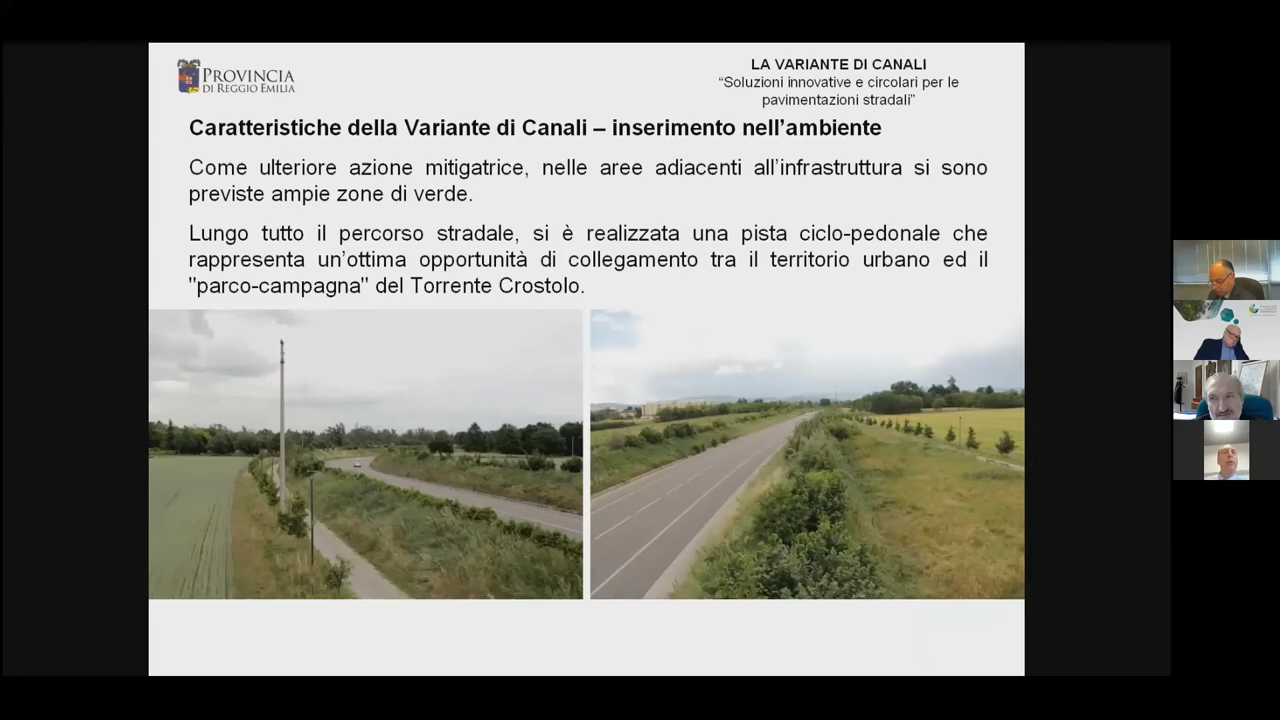 PROVINCIA
DI REGGIO EMILIA
LA VARIANTE DI CANALI
“Soluzioni innovative e circolari per le
pavimentazioni stradali”
Caratteristiche della Variante di Canali – inserimento nell’ambiente
Come ulteriore azione mitigatrice, nelle aree adiacenti all’infrastruttura si sono
previste ampie zone di verde.
Lungo tutto il percorso stradale, si è realizzata una pista ciclo-pedonale che
rappresenta un’ottima opportunità di collegamento tra il territorio urbano ed il
"parco-campagna" del Torrente Crostolo.